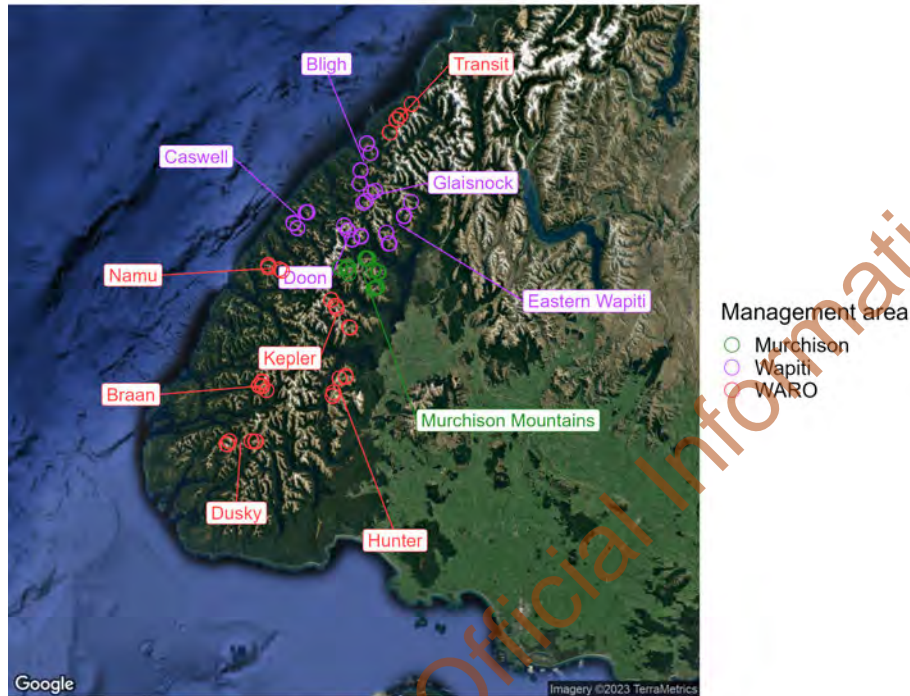 Bligh
Transit
Caswell
Glaisnock
Namu
Doon
Eastern Wapiti
Management area
Murchison
Wapiti
WARO
Kepler
Braan
Murchison Mountains
Dusky
Hunter
Official Informati
Google
Imagery ©2023 TerraMetrics